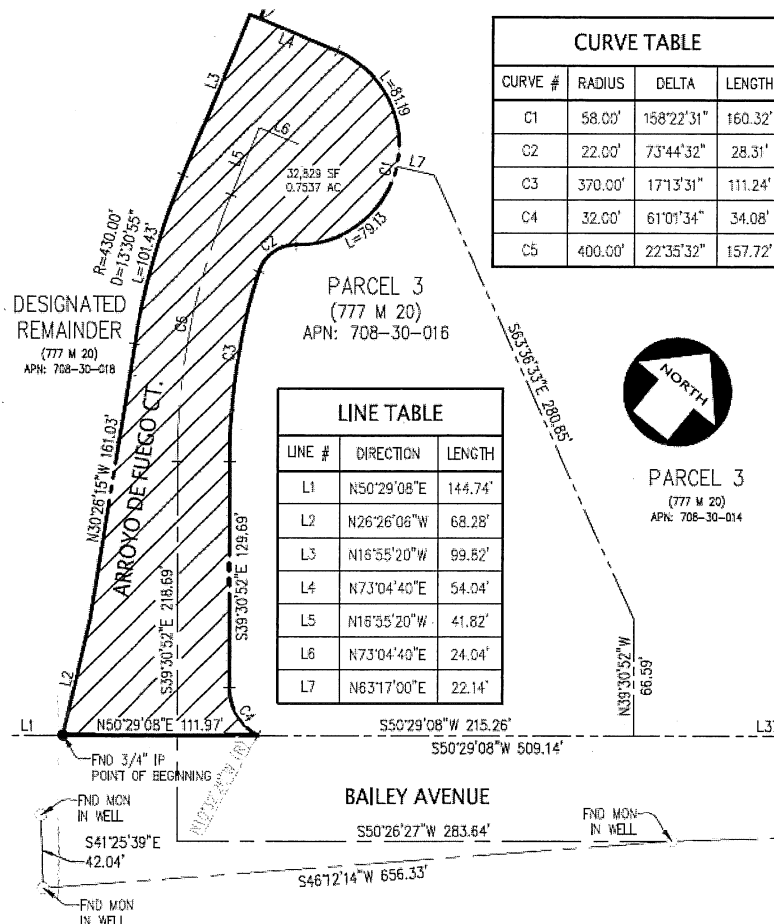 CURVE TABLE
CURVE # RADIUS DELTA LENGTH
C1 58.00' 158°22'31" 160.32'
C2 22.00' 73°44'32" 28.31'
C3 370.00' 17°13'31" 111.24'
C4 32.00' 61°01'34" 34.08'
C5 400.00' 22°35'32" 157.72'
L4
L3
L=81.19
L6
L5
C1
L7
32,829 SF
0.7537 AC
L=79.13
C2
R=430.00'
D=13°30'55"
L=101.43'
DESIGNATED
REMAINDER
(777 M 20)
APN: 708-30-018
PARCEL 3
(777 M 20)
APN: 708-30-016
C3
S63°36'33"E 280.85'
NORTH
PARCEL 3
(777 M 20)
APN: 708-30-014
LINE TABLE
LINE # DIRECTION LENGTH
L1 N50°29'08"E 144.74'
L2 N26°26'06"W 68.28'
L3 N16°55'20"W 99.82'
L4 N73°04'40"E 54.04'
L5 N16°55'20"W 41.82'
L6 N73°04'40"E 24.04'
L7 N63°17'00"E 22.14'
N30°26'15"W 161.03'
ARROYO DE FUEGO CT.
S39°30'52"E 218.69'
S39°30'52"E 129.69'
N39°30'52"W
66.59'
L2
C4
L1
N50°29'08"E 111.97'
S50°29'08"W 215.26'
L3
S50°29'08"W 509.14'
FND 3/4" IP
POINT OF BEGINNING
BAILEY AVENUE
FND MON
IN WELL
S41°25'39"E
42.04'
S50°26'27"W 283.64'
FND MON
IN WELL
S46°12'14"W 656.33'
FND MON
IN WELL